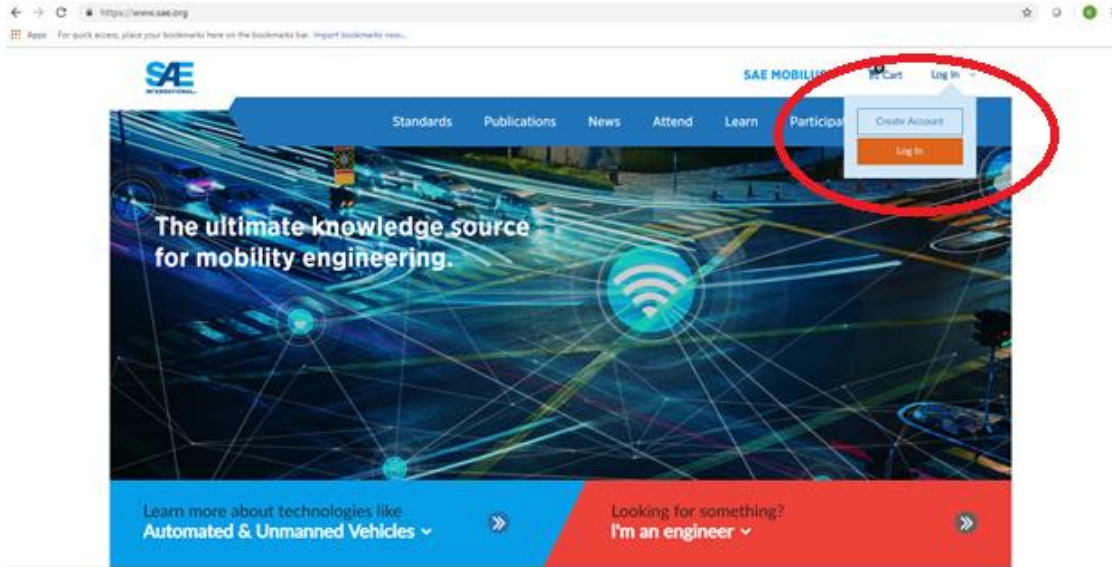 https://www.sae.org
Apps For quick access, place your bookmarks here on the bookmarks bar. Import bookmarks now...
SAE
INTERNATIONAL
SAE MOBILUS Cart Log In
Standards Publications News Attend Learn Participat
Create Account
Log In
The ultimate knowledge source
for mobility engineering.
Learn more about technologies like
Automated & Unmanned Vehicles
Looking for something?
I'm an engineer